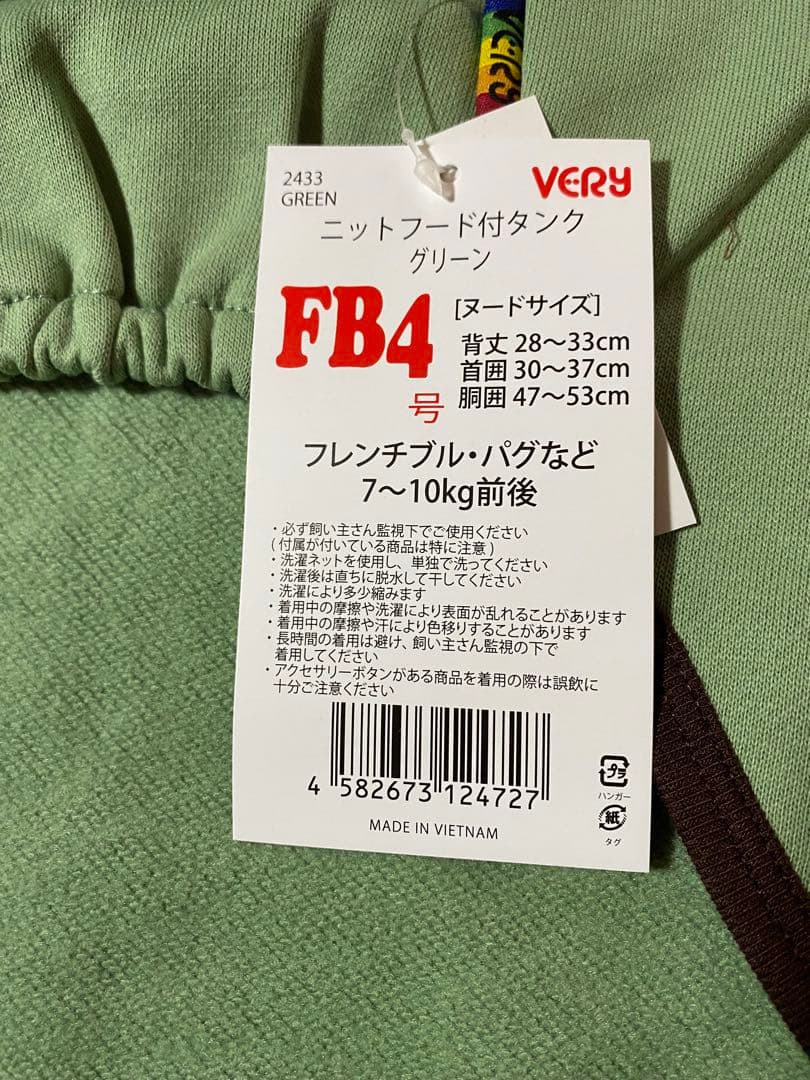 2433
GREEN
VERY
ニットフード付タンク
グリーン
FB4号
[ヌードサイズ]
背丈 28〜33cm
首囲 30〜37cm
胴囲 47〜53cm
フレンチブル・パグなど
7〜10kg前後
・必ず飼い主さん監視下でご使用ください
(付属が付いている商品は特に注意)
・洗濯ネットを使用し、単独で洗ってください
・洗濯後は直ちに脱水して干してください
・洗濯により多少縮みます
・着用中の摩擦や洗濯により表面が乱れることがあります
・着用中の摩擦や汗により色移りすることがあります
・長時間の着用は避け、飼い主さん監視の下で
着用してください
・アクセサリーボタンがある商品を着用の際は誤飲に
十分ご注意ください
4 582673 124727
MADE IN VIETNAM
プラ
ハンガー
紙
タグ